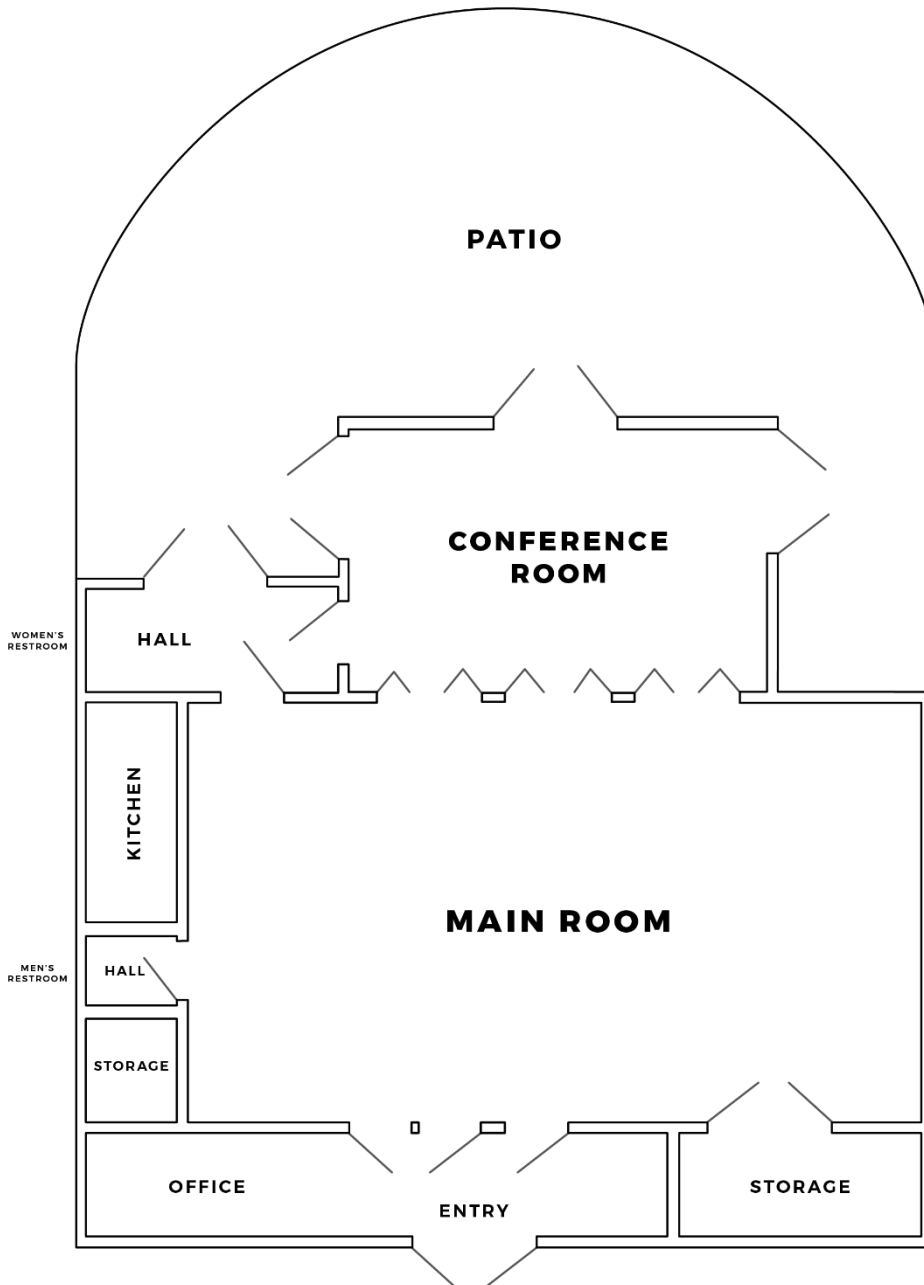 PATIO
CONFERENCE
ROOM
WOMEN'S
RESTROOM
HALL
KITCHEN
MAIN ROOM
MEN'S
RESTROOM
HALL
STORAGE
OFFICE
ENTRY
STORAGE